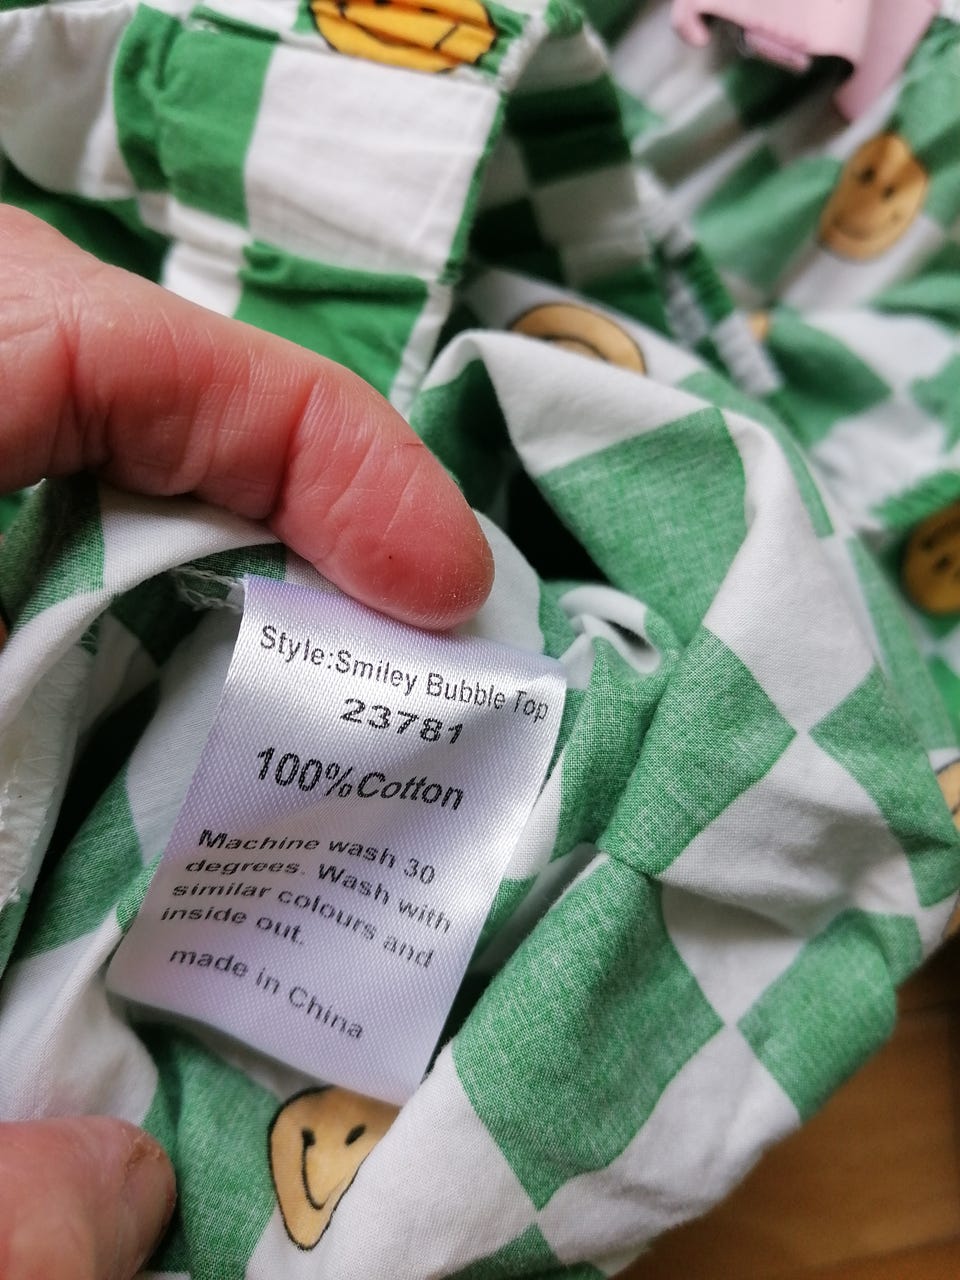 Style:Smiley Bubble Top
23781
100%Cotton
Machine wash 30
degrees. Wash with
similar colours and
inside out.
made in China